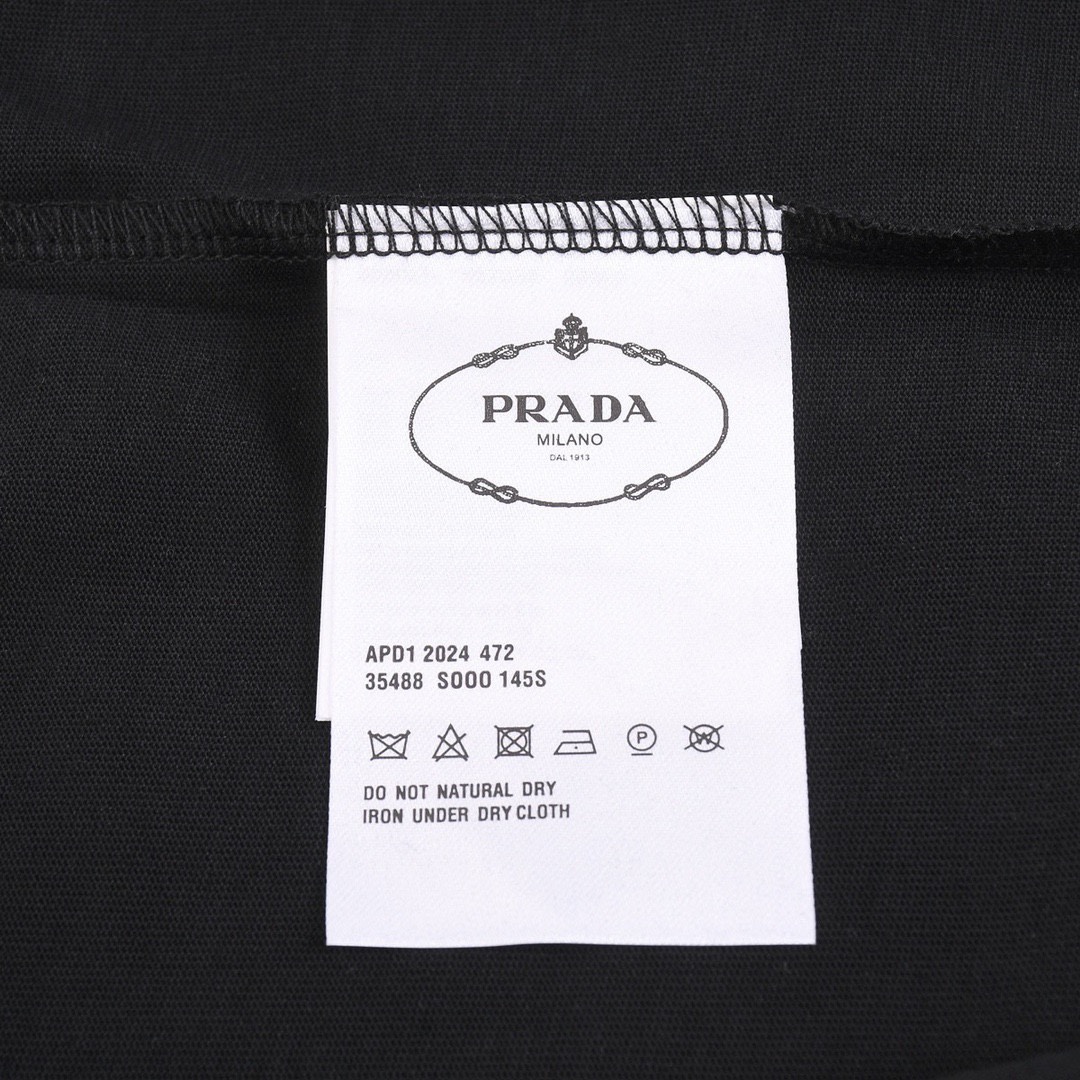 PRADA
MILANO
DAL 1913
APD1 2024 472
35488 S000 145S
P
W
DO NOT NATURAL DRY
IRON UNDER DRY CLOTH